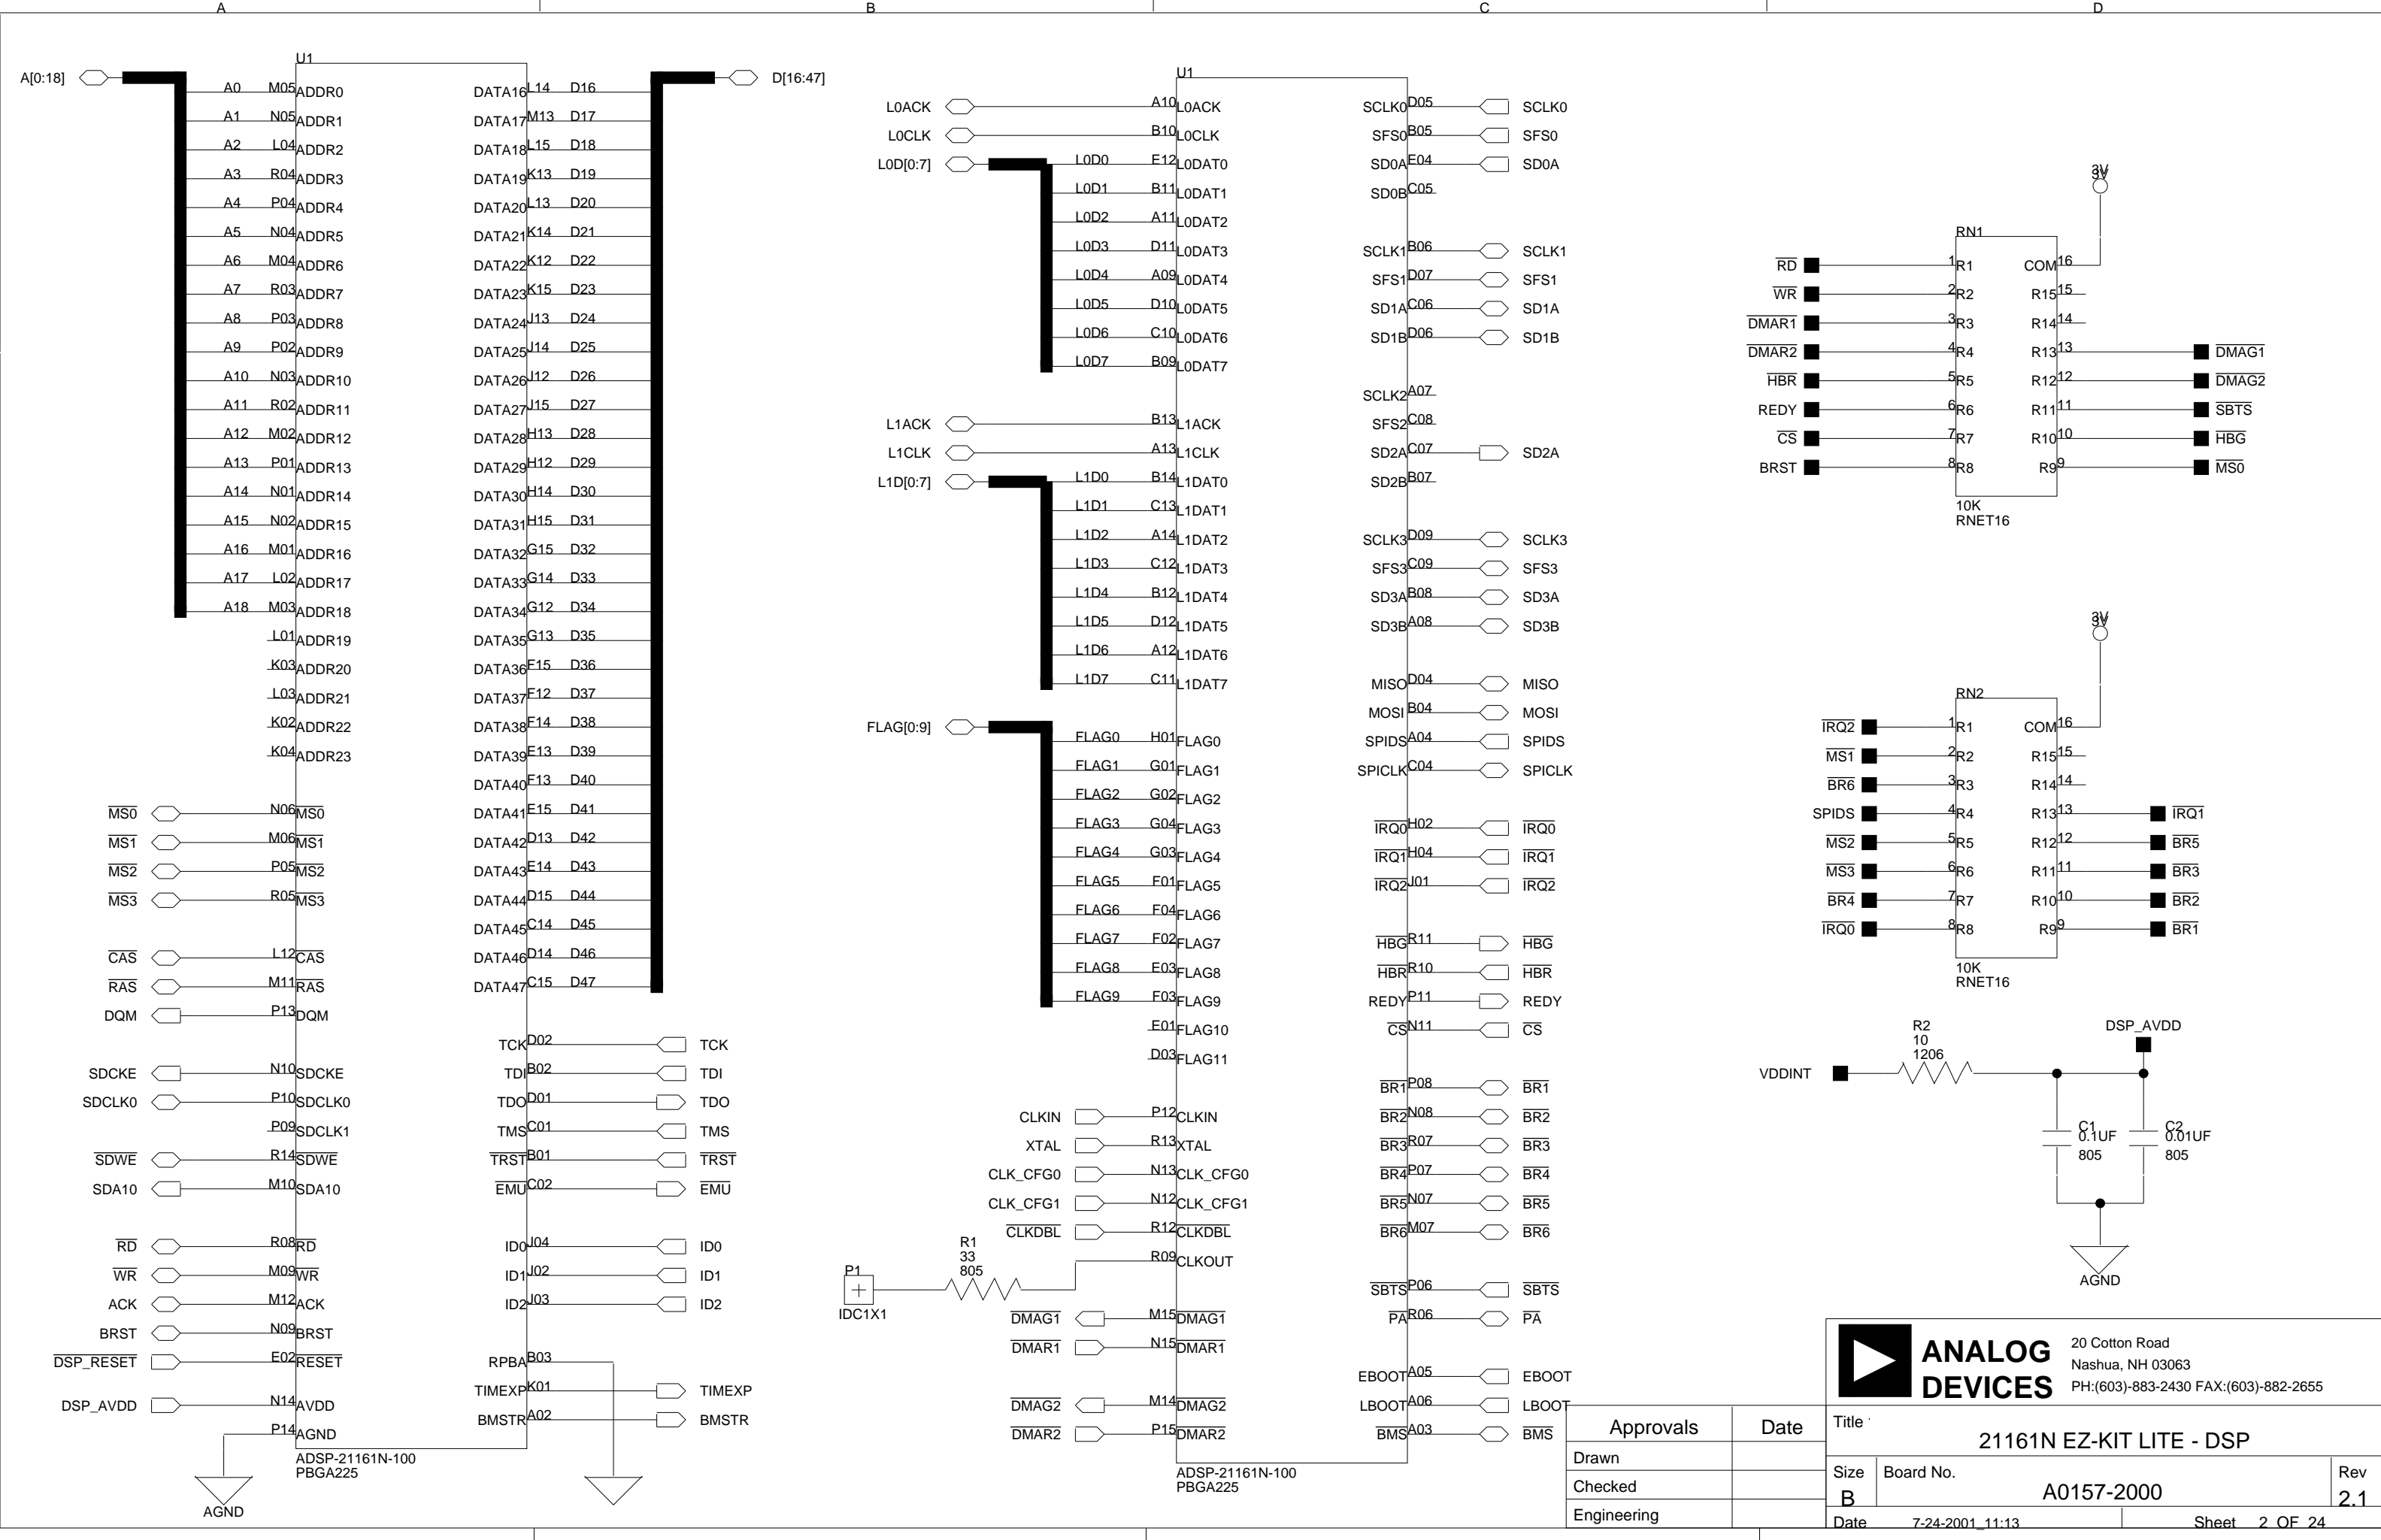 A B C D
U1
A[0:18] D[16:47]
A0 M05 ADDR0 DATA16 L14 D16
A1 N05 ADDR1 DATA17 M13 D17
A2 L04 ADDR2 DATA18 L15 D18
A3 R04 ADDR3 DATA19 K13 D19
A4 P04 ADDR4 DATA20 L13 D20
A5 N04 ADDR5 DATA21 K14 D21
A6 M04 ADDR6 DATA22 K12 D22
A7 R03 ADDR7 DATA23 K15 D23
A8 P03 ADDR8 DATA24 J13 D24
A9 P02 ADDR9 DATA25 J14 D25
A10 N03 ADDR10 DATA26 J12 D26
A11 R02 ADDR11 DATA27 J15 D27
A12 M02 ADDR12 DATA28 H13 D28
A13 P01 ADDR13 DATA29 H12 D29
A14 N01 ADDR14 DATA30 H14 D30
A15 N02 ADDR15 DATA31 H15 D31
A16 M01 ADDR16 DATA32 G15 D32
A17 L02 ADDR17 DATA33 G14 D33
A18 M03 ADDR18 DATA34 G12 D34
L01 ADDR19 DATA35 G13 D35
K03 ADDR20 DATA36 F15 D36
L03 ADDR21 DATA37 F12 D37
K02 ADDR22 DATA38 F14 D38
K04 ADDR23 DATA39 E13 D39
DATA40 F13 D40
MS0 N06 MS0 DATA41 E15 D41
MS1 M06 MS1 DATA42 D13 D42
MS2 P05 MS2 DATA43 E14 D43
MS3 R05 MS3 DATA44 D15 D44
DATA45 C14 D45
CAS L12 CAS DATA46 D14 D46
RAS M11 RAS DATA47 C15 D47
DQM P13 DQM
TCK D02 TCK
SDCKE N10 SDCKE TDI B02 TDI
SDCLK0 P10 SDCLK0 TDO D01 TDO
P09 SDCLK1 TMS C01 TMS
SDWE R14 SDWE TRST B01 TRST
SDA10 M10 SDA10 EMU C02 EMU
RD R08 RD ID0 J04 ID0
WR M09 WR ID1 J02 ID1
ACK M12 ACK ID2 J03 ID2
BRST N09 BRST
DSP_RESET E02 RESET RPBA B03
TIMEXP K01 TIMEXP
DSP_AVDD N14 AVDD
BMSTR A02 BMSTR
P14 AGND
ADSP-21161N-100
PBGA225
AGND
U1
L0ACK A10 L0ACK SCLK0 D05 SCLK0
L0CLK B10 L0CLK SFS0 B05 SFS0
L0D[0:7] L0D0 E12 L0DAT0 SD0A E04 SD0A
L0D1 B11 L0DAT1 SD0B C05
L0D2 A11 L0DAT2
L0D3 D11 L0DAT3 SCLK1 B06 SCLK1
L0D4 A09 L0DAT4 SFS1 D07 SFS1
L0D5 D10 L0DAT5 SD1A C06 SD1A
L0D6 C10 L0DAT6 SD1B D06 SD1B
L0D7 B09 L0DAT7
SCLK2 A07
L1ACK B13 L1ACK SFS2 C08
L1CLK A13 L1CLK SD2A C07 SD2A
L1D[0:7] L1D0 B14 L1DAT0 SD2B B07
L1D1 C13 L1DAT1
L1D2 A14 L1DAT2 SCLK3 D09 SCLK3
L1D3 C12 L1DAT3 SFS3 C09 SFS3
L1D4 B12 L1DAT4 SD3A B08 SD3A
L1D5 D12 L1DAT5 SD3B A08 SD3B
L1D6 A12 L1DAT6
L1D7 C11 L1DAT7 MISO D04 MISO
MOSI B04 MOSI
FLAG[0:9] FLAG0 H01 FLAG0 SPIDS A04 SPIDS
FLAG1 G01 FLAG1 SPICLK C04 SPICLK
FLAG2 G02 FLAG2
FLAG3 G04 FLAG3 IRQ0 H02 IRQ0
FLAG4 G03 FLAG4 IRQ1 H04 IRQ1
FLAG5 F01 FLAG5 IRQ2 J01 IRQ2
FLAG6 F04 FLAG6
FLAG7 F02 FLAG7 HBG R11 HBG
FLAG8 E03 FLAG8 HBR R10 HBR
FLAG9 F03 FLAG9 REDY P11 REDY
E01 FLAG10 CS N11 CS
D03 FLAG11
BR1 P08 BR1
CLKIN P12 CLKIN BR2 N08 BR2
XTAL R13 XTAL BR3 R07 BR3
CLK_CFG0 N13 CLK_CFG0 BR4 P07 BR4
CLK_CFG1 N12 CLK_CFG1 BR5 N07 BR5
CLKDBL R12 CLKDBL BR6 M07 BR6
R09 CLKOUT
R1
33
805
P1
IDC1X1
SBTS P06 SBTS
DMAG1 M15 DMAG1 PA R06 PA
DMAR1 N15 DMAR1
EBOOT A05 EBOOT
DMAG2 M14 DMAG2 LBOOT A06 LBOOT
DMAR2 P15 DMAR2 BMS A03 BMS
ADSP-21161N-100
PBGA225
3V
RN1
RD 1 R1 COM 16
WR 2 R2 R15 15
DMAR1 3 R3 R14 14
DMAR2 4 R4 R13 13 DMAG1
HBR 5 R5 R12 12 DMAG2
REDY 6 R6 R11 11 SBTS
CS 7 R7 R10 10 HBG
BRST 8 R8 R9 9 MS0
10K
RNET16
3V
RN2
IRQ2 1 R1 COM 16
MS1 2 R2 R15 15
BR6 3 R3 R14 14
SPIDS 4 R4 R13 13 IRQ1
MS2 5 R5 R12 12 BR5
MS3 6 R6 R11 11 BR3
BR4 7 R7 R10 10 BR2
IRQ0 8 R8 R9 9 BR1
10K
RNET16
R2
10
1206
DSP_AVDD
VDDINT
C1
0.1UF
805
C2
0.01UF
805
AGND
ANALOG
DEVICES
20 Cotton Road
Nashua, NH 03063
PH:(603)-883-2430 FAX:(603)-882-2655
Approvals Date
Drawn
Checked
Engineering
Title
21161N EZ-KIT LITE - DSP
Size Board No. Rev
B A0157-2000 2.1
Date 7-24-2001_11:13 Sheet 2 OF 24